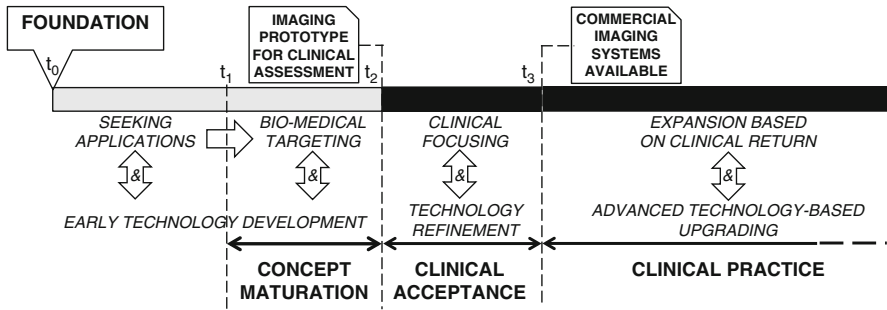 FOUNDATION
IMAGING
PROTOTYPE
FOR CLINICAL
ASSESSMENT
COMMERCIAL
IMAGING
SYSTEMS
AVAILABLE
t0
t1
t2
t3
SEEKING
APPLICATIONS
BIO-MEDICAL
TARGETING
CLINICAL
FOCUSING
EXPANSION BASED
ON CLINICAL RETURN
&
&
&
&
EARLY TECHNOLOGY DEVELOPMENT
TECHNOLOGY
REFINEMENT
ADVANCED TECHNOLOGY-BASED
UPGRADING
CONCEPT
MATURATION
CLINICAL
ACCEPTANCE
CLINICAL PRACTICE